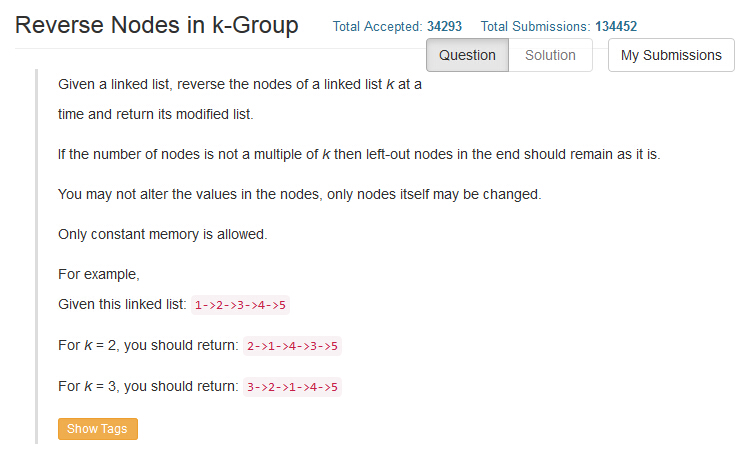 Reverse Nodes in k-Group
Total Accepted: 34293 Total Submissions: 134452
Question Solution My Submissions
Given a linked list, reverse the nodes of a linked list k at a
time and return its modified list.
If the number of nodes is not a multiple of k then left-out nodes in the end should remain as it is.
You may not alter the values in the nodes, only nodes itself may be changed.
Only constant memory is allowed.
For example,
Given this linked list: 1->2->3->4->5
For k = 2, you should return: 2->1->4->3->5
For k = 3, you should return: 3->2->1->4->5
Show Tags